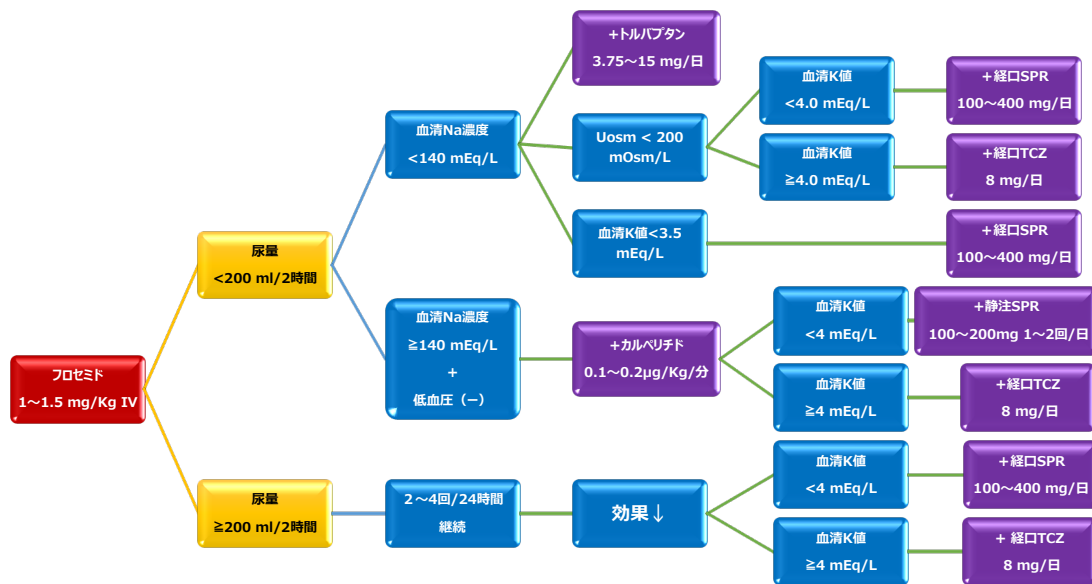 フロセミド
1～1.5 mg/Kg IV
尿量
<200 ml/2時間
血清Na濃度
<140 mEq/L
+トルバプタン
3.75～15 mg/日
Uosm < 200
mOsm/L
血清K値
<4.0 mEq/L
+経口SPR
100～400 mg/日
血清K値
≧4.0 mEq/L
+経口TCZ
8 mg/日
血清K値<3.5
mEq/L
+経口SPR
100～400 mg/日
血清Na濃度
≧140 mEq/L
+
低血圧（－）
+カルペリチド
0.1～0.2μg/Kg/分
血清K値
<4 mEq/L
+静注SPR
100～200mg 1～2回/日
血清K値
≧4 mEq/L
+経口TCZ
8 mg/日
尿量
≧200 ml/2時間
2～4回/24時間
継続
効果↓
血清K値
<4 mEq/L
+経口SPR
100～400 mg/日
血清K値
≧4 mEq/L
+ 経口TCZ
8 mg/日